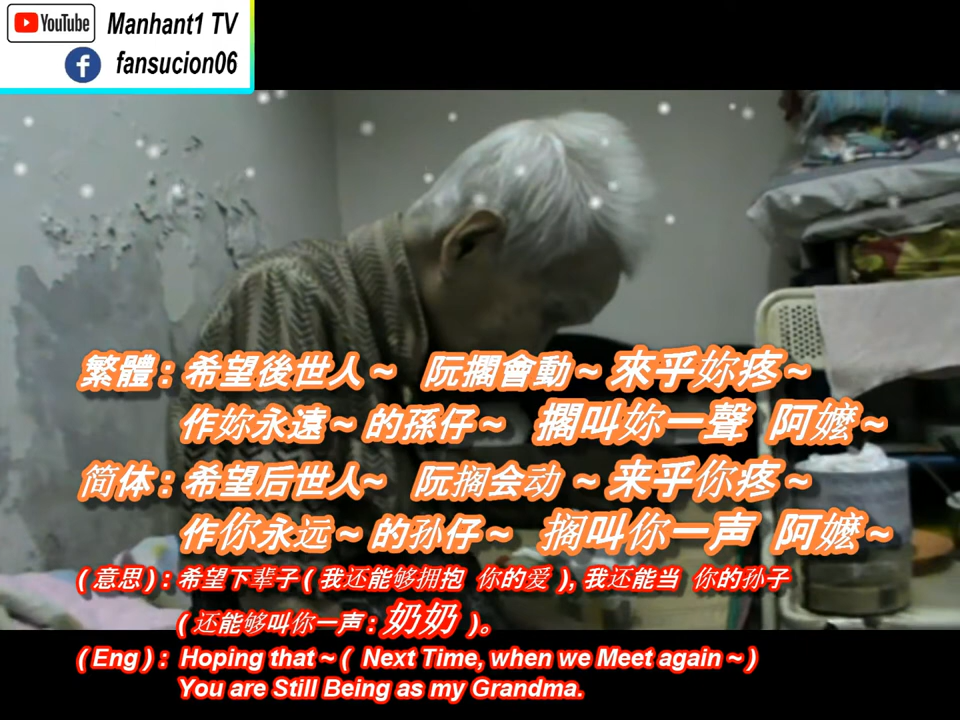 YouTube Manhant1 TV
fansucion06
繁體 : 希望後世人 ~ 阮擱會動 ~ 來乎妳疼 ~
作妳永遠 ~ 的孫仔 ~ 擱叫妳一聲 阿嬤 ~
简体 : 希望后世人~ 阮搁会动 ~ 来乎你疼 ~
作你永远 ~ 的孙仔 ~ 搁叫你一声 阿嬷 ~
( 意思 ) : 希望下辈子 ( 我还能够拥抱 你的爱 ), 我还能当 你的孙子
( 还能够叫你一声 : 奶奶 )。
( Eng ) : Hoping that ~ ( Next Time, when we Meet again ~ )
You are Still Being as my Grandma.